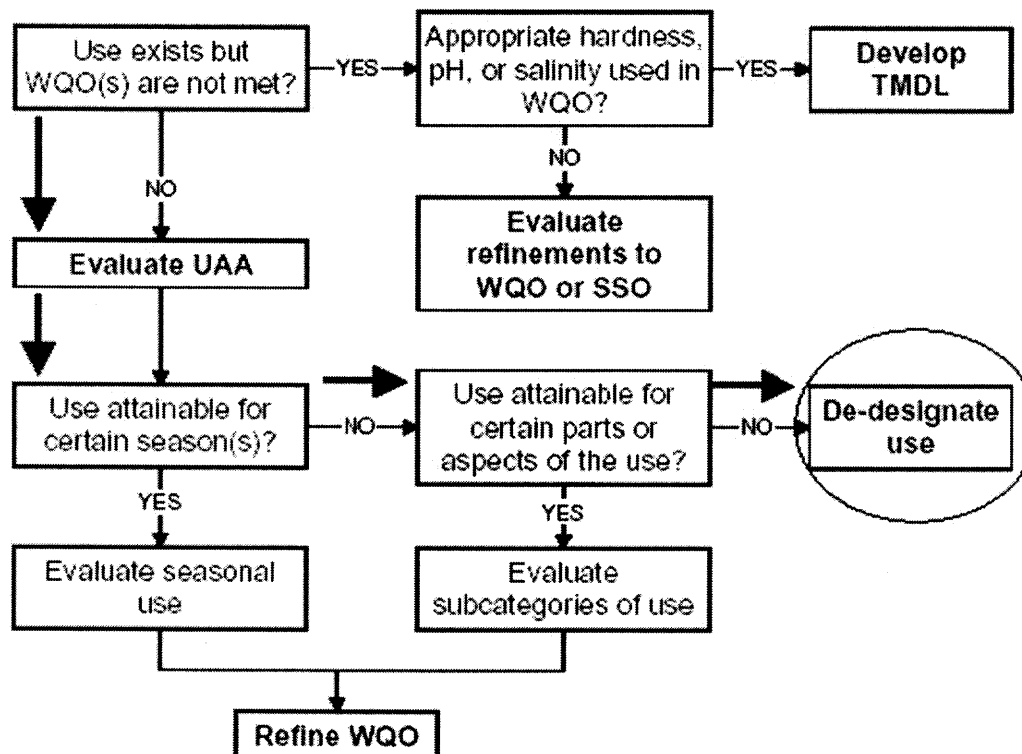 Use exists but
WQO(s) are not met?
YES
Appropriate hardness,
pH, or salinity used in
WQO?
YES
Develop
TMDL
NO
NO
Evaluate
refinements to
WQO or SSO
Evaluate UAA
Use attainable for
certain season(s)?
NO
Use attainable for
certain parts or
aspects of the use?
NO
De-designate
use
YES
YES
Evaluate seasonal
use
Evaluate
subcategories of use
Refine WQO